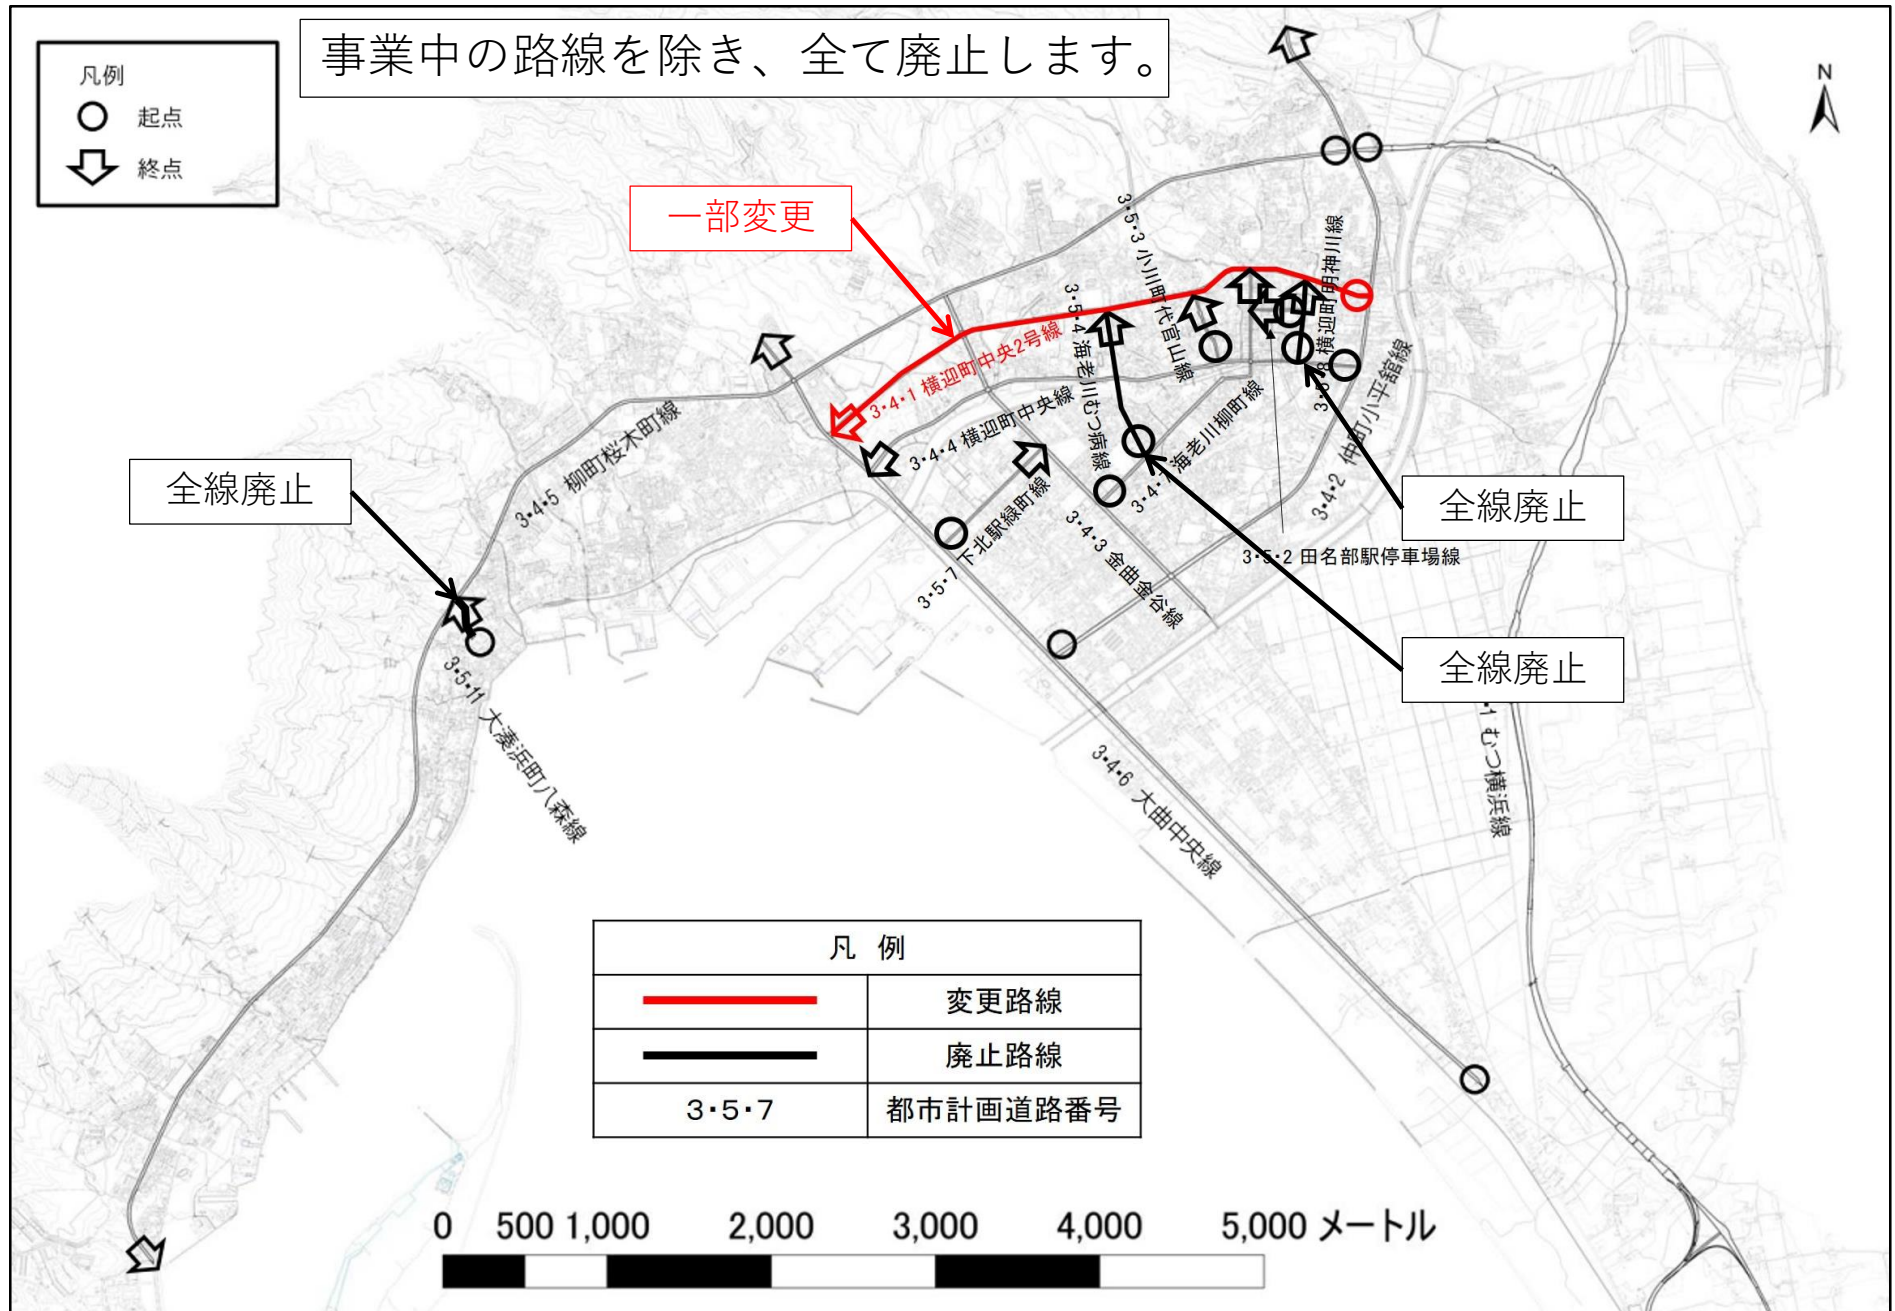 事業中の路線を除き、全て廃止します。
凡例
起点
終点
N
一部変更
3・5・3 小川町代官山線
3・5・4 海老川むつ病線
横迎町明神川線
3・4・1 横迎町中央2号線
3・4・4 横迎町中央線
3・4・5 柳町桜木町線
海老川柳町線
3・4・2 仲町小平舘線
全線廃止
全線廃止
3・5・2 田名部駅停車場線
3・5・7 下北駅緑町線
3・4・3 金曲金谷線
全線廃止
3・5・11 大湊浜町八森線
・1 むつ横浜線
3・4・6 大曲中央線
凡 例
変更路線
廃止路線
3・5・7 都市計画道路番号
0 500 1,000 2,000 3,000 4,000 5,000 メートル